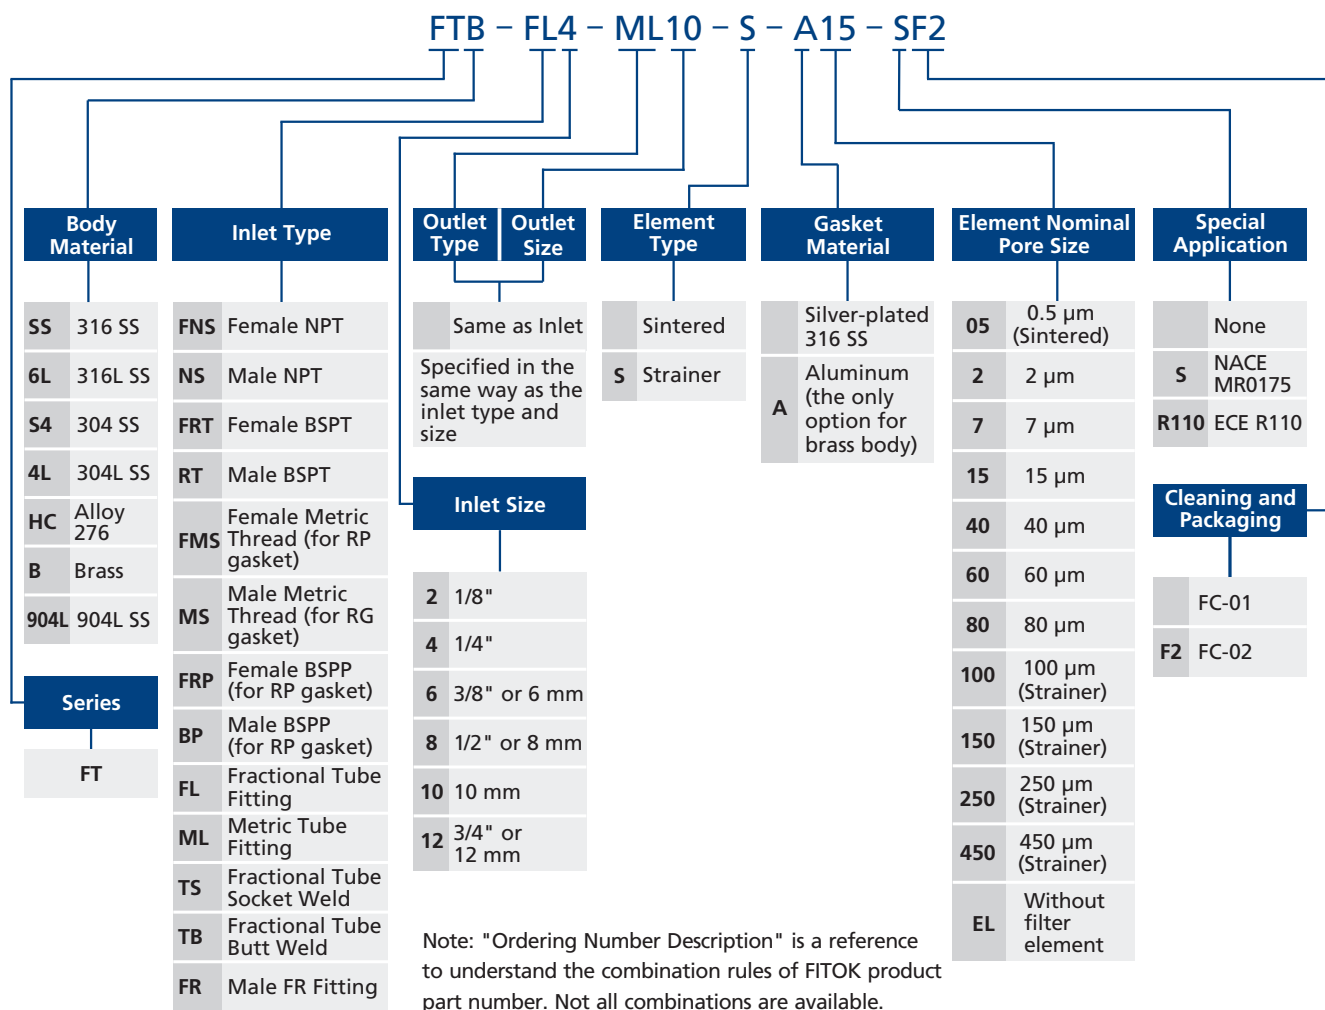 FTB – FL4 – ML10 – S – A15 – SF2
Body
Material
SS 316 SS
6L 316L SS
S4 304 SS
4L 304L SS
HC Alloy
276
B Brass
904L 904L SS
Series
FT
Inlet Type
FNS Female NPT
NS Male NPT
FRT Female BSPT
RT Male BSPT
FMS Female Metric
Thread (for RP
gasket)
MS Male Metric
Thread (for RG
gasket)
FRP Female BSPP
(for RP gasket)
BP Male BSPP
(for RP gasket)
FL Fractional Tube
Fitting
ML Metric Tube
Fitting
TS Fractional Tube
Socket Weld
TB Fractional Tube
Butt Weld
FR Male FR Fitting
Outlet
Type
Outlet
Size
Same as Inlet
Specified in the
same way as the
inlet type and
size
Inlet Size
2 1/8"
4 1/4"
6 3/8" or 6 mm
8 1/2" or 8 mm
10 10 mm
12 3/4" or
12 mm
Element
Type
Sintered
S Strainer
Gasket
Material
Silver-plated
316 SS
A Aluminum
(the only
option for
brass body)
Element Nominal
Pore Size
05 0.5 µm
(Sintered)
2 2 µm
7 7 µm
15 15 µm
40 40 µm
60 60 µm
80 80 µm
100 100 µm
(Strainer)
150 150 µm
(Strainer)
250 250 µm
(Strainer)
450 450 µm
(Strainer)
EL Without
filter
element
Special
Application
None
S NACE
MR0175
R110 ECE R110
Cleaning and
Packaging
FC-01
F2 FC-02
Note: "Ordering Number Description" is a reference
to understand the combination rules of FITOK product
part number. Not all combinations are available.